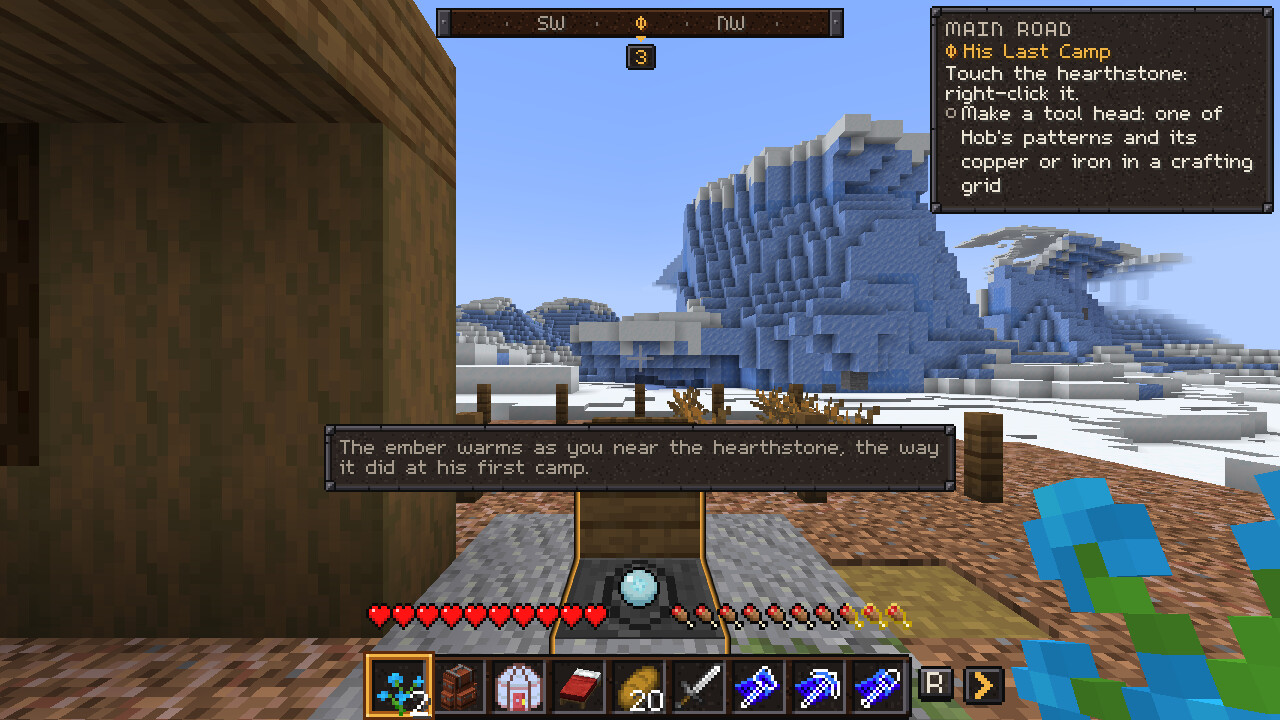 SW
NW
3
MAIN ROAD
His Last Camp
Touch the hearthstone:
right-click it.
Make a tool head: one of
Hob's patterns and its
copper or iron in a crafting
grid
The ember warms as you near the hearthstone, the way
it did at his first camp.
2
20
R